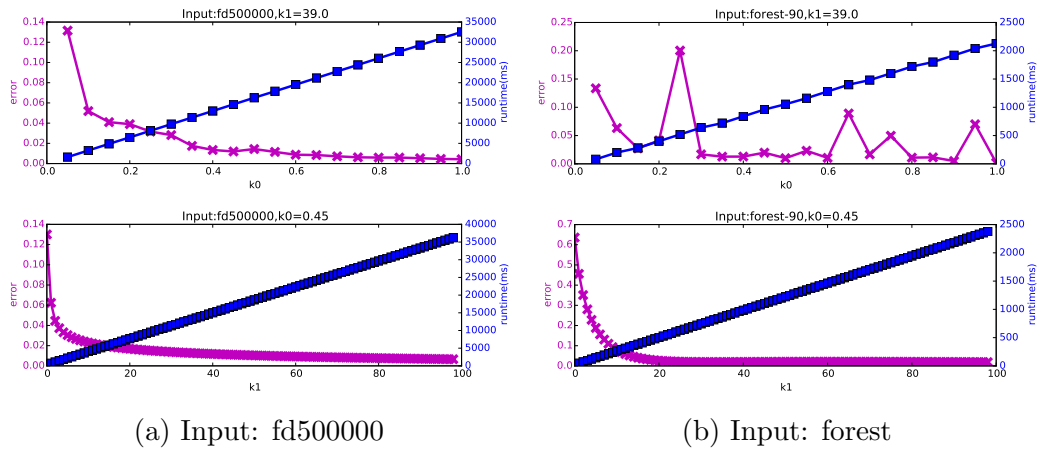 Input:fd500000,k1=39.0
0.14
0.12
0.10
0.08
0.06
0.04
0.02
0.00
error
35000
30000
25000
20000
15000
10000
5000
0
runtime(ms)
0.0 0.2 0.4 0.6 0.8 1.0
k0
Input:forest-90,k1=39.0
0.25
0.20
0.15
0.10
0.05
0.00
error
2500
2000
1500
1000
500
0
runtime(ms)
0.0 0.2 0.4 0.6 0.8 1.0
k0
Input:fd500000,k0=0.45
0.14
0.12
0.10
0.08
0.06
0.04
0.02
0.00
error
40000
35000
30000
25000
20000
15000
10000
5000
0
runtime(ms)
0 20 40 60 80 100
k1
Input:forest-90,k0=0.45
0.7
0.6
0.5
0.4
0.3
0.2
0.1
0.0
error
2500
2000
1500
1000
500
0
runtime(ms)
0 20 40 60 80 100
k1
(a) Input: fd500000
(b) Input: forest